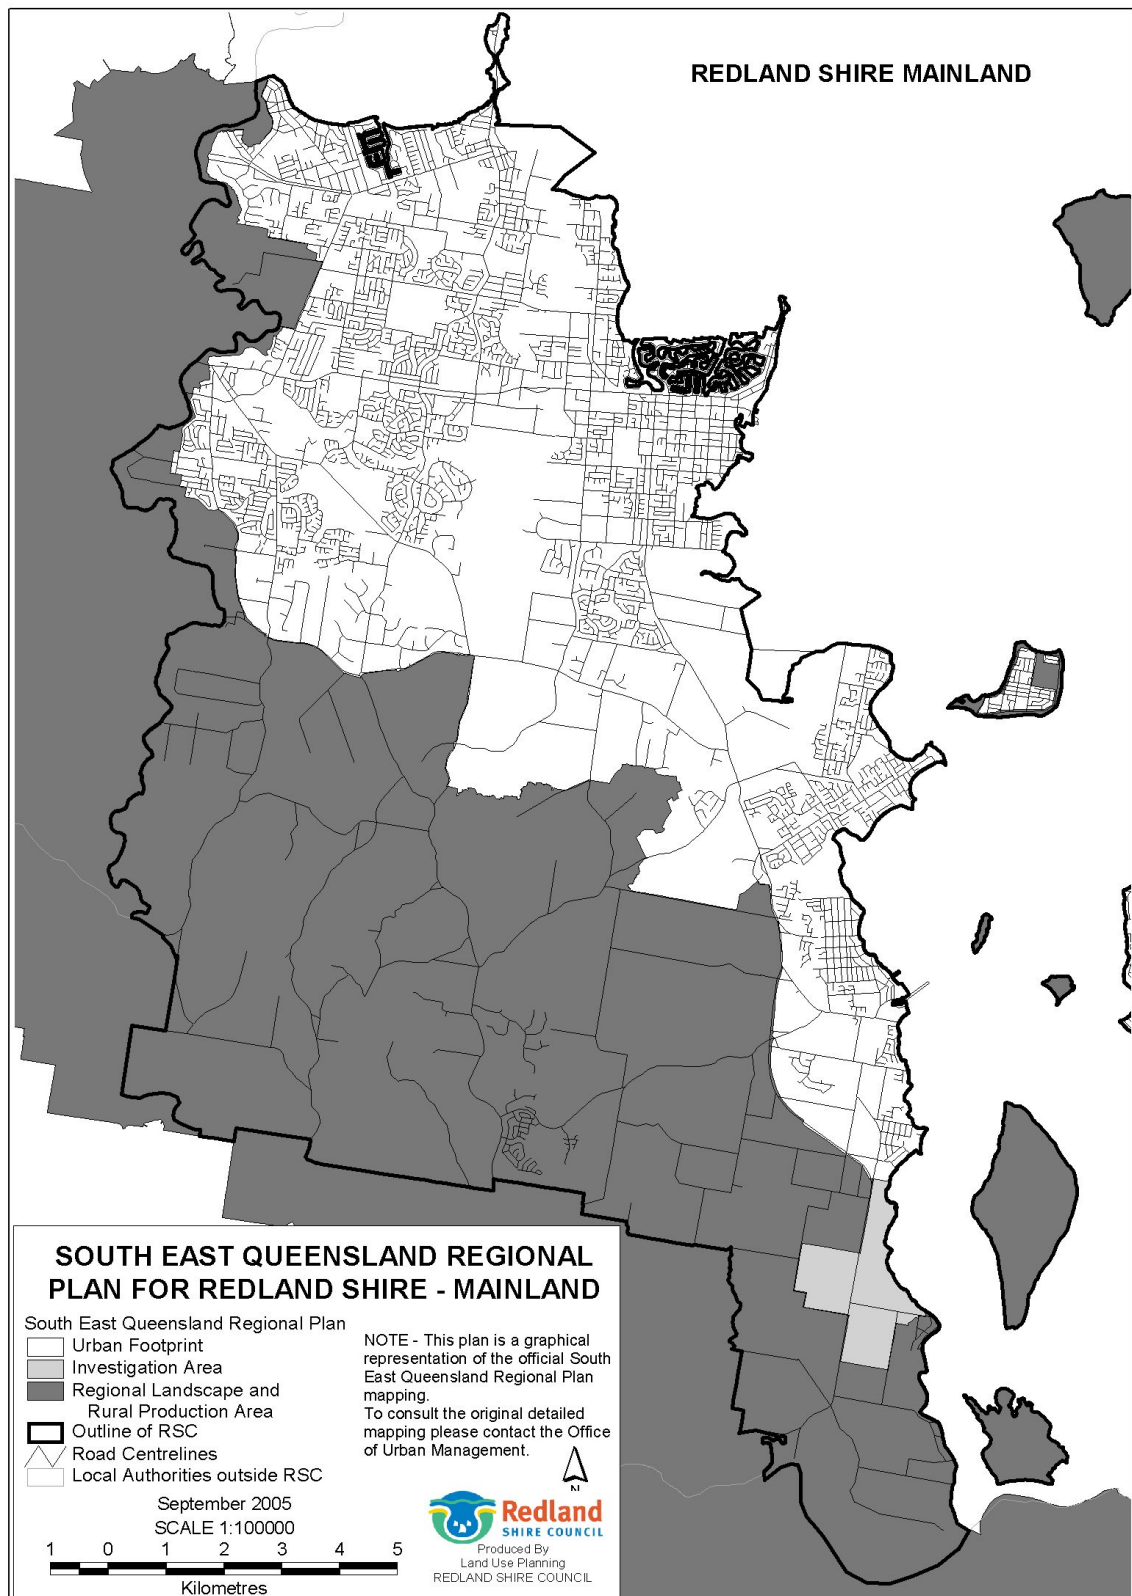 REDLAND SHIRE MAINLAND
SOUTH EAST QUEENSLAND REGIONAL
PLAN FOR REDLAND SHIRE - MAINLAND
South East Queensland Regional Plan
Urban Footprint
Investigation Area
Regional Landscape and
Rural Production Area
Outline of RSC
Road Centrelines
Local Authorities outside RSC
September 2005
SCALE 1:100000
1 0 1 2 3 4 5
Kilometres
NOTE - This plan is a graphical
representation of the official South
East Queensland Regional Plan
mapping.
To consult the original detailed
mapping please contact the Office
of Urban Management.
N
Redland
SHIRE COUNCIL
Produced By
Land Use Planning
REDLAND SHIRE COUNCIL